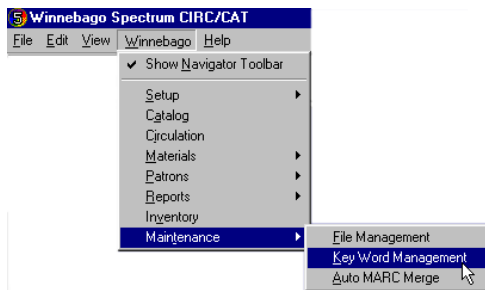 Winnebago Spectrum CIRC/CAT
File Edit View Winnebago Help
Show Navigator Toolbar
Setup
Catalog
Circulation
Materials
Patrons
Reports
Inventory
Maintenance
File Management
Key Word Management
Auto MARC Merge